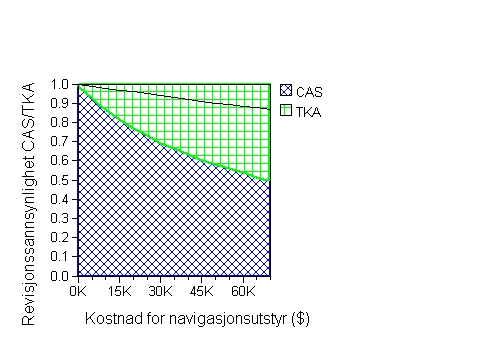 Revisjonssannsynlighet CAS/TKA
1.0
0.9
0.8
0.7
0.6
0.5
0.4
0.3
0.2
0.1
0.0
0K 15K 30K 45K 60K
Kostnad for navigasjonsutstyr ($)
CAS
TKA